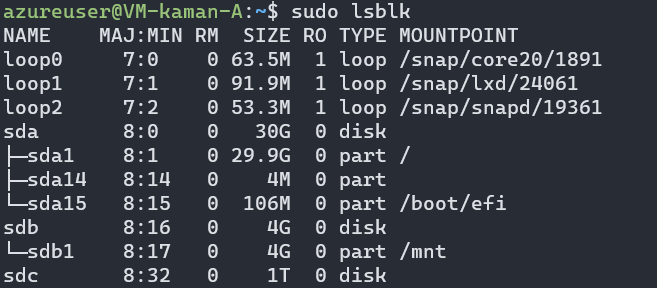 azureuser@VM-kaman-A:~$ sudo lsblk
NAME    MAJ:MIN RM  SIZE RO TYPE MOUNTPOINT
loop0     7:0    0 63.5M  1 loop /snap/core20/1891
loop1     7:1    0 91.9M  1 loop /snap/lxd/24061
loop2     7:2    0 53.3M  1 loop /snap/snapd/19361
sda       8:0    0   30G  0 disk
├─sda1    8:1    0 29.9G  0 part /
├─sda14   8:14   0    4M  0 part
└─sda15   8:15   0  106M  0 part /boot/efi
sdb       8:16   0    4G  0 disk
└─sdb1    8:17   0    4G  0 part /mnt
sdc       8:32   0    1T  0 disk